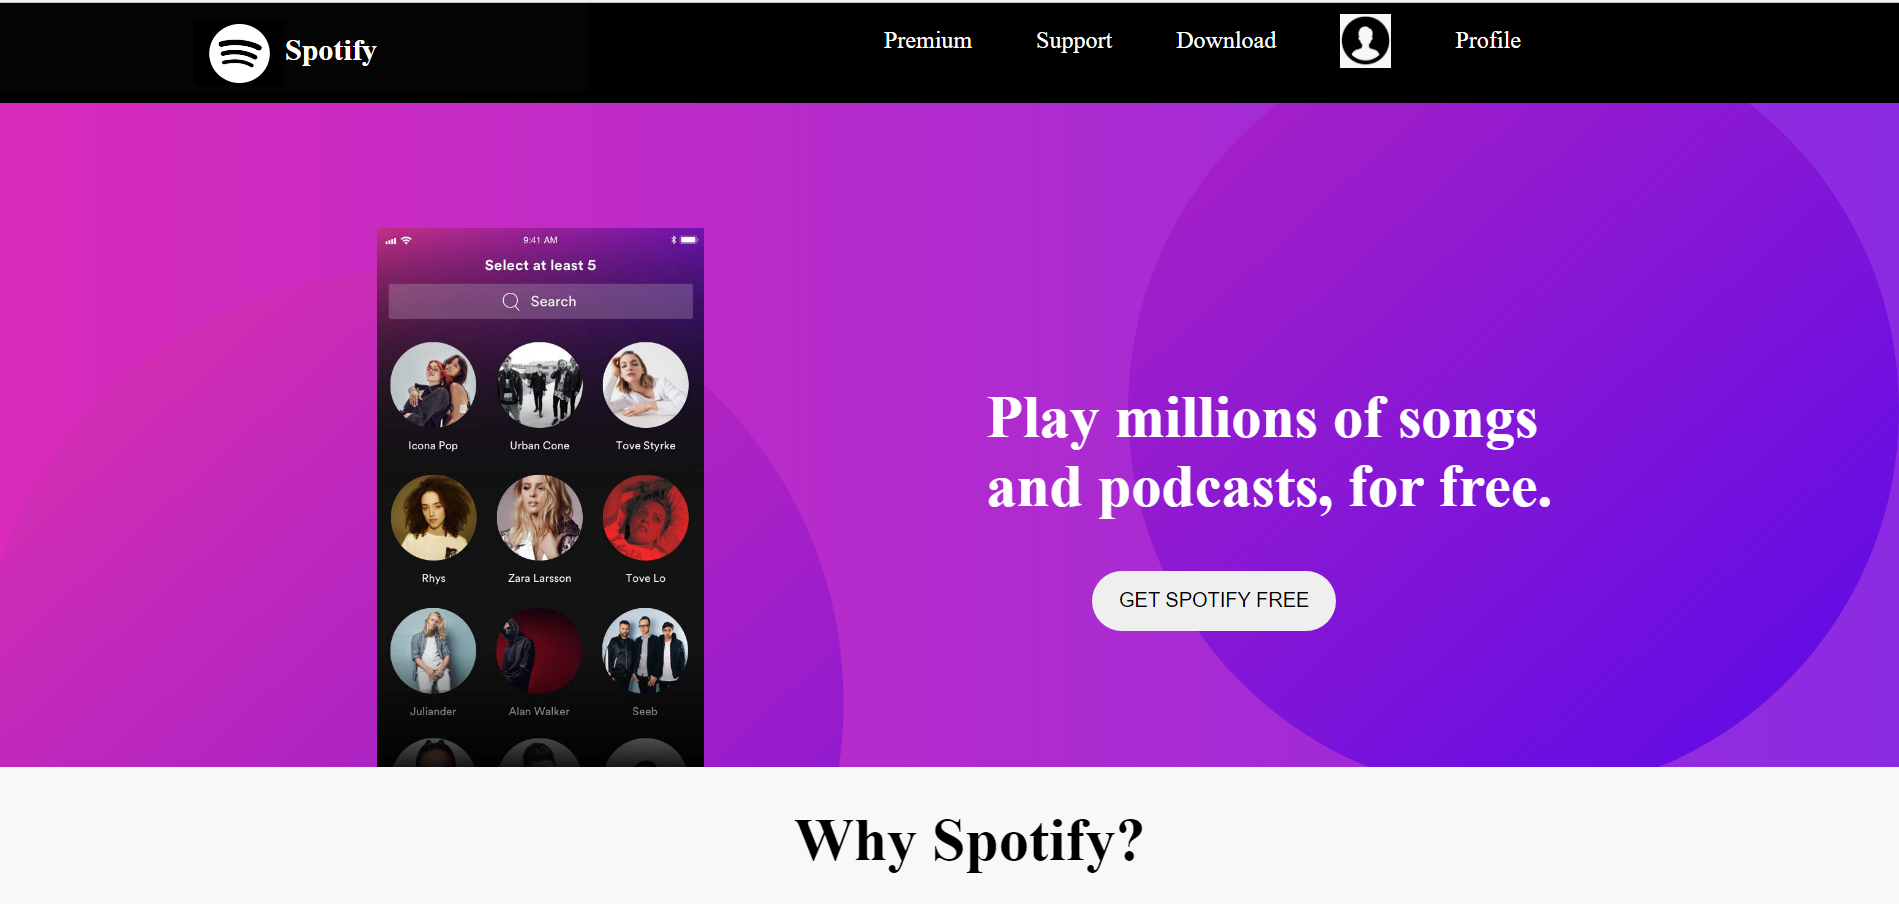 Spotify
Premium
Support
Download
Profile
9:41 AM
Select at least 5
Search
Icona Pop
Urban Cone
Tove Styrke
Rhys
Zara Larsson
Tove Lo
Juliander
Alan Walker
Seeb
Play millions of songs
and podcasts, for free.
GET SPOTIFY FREE
Why Spotify?